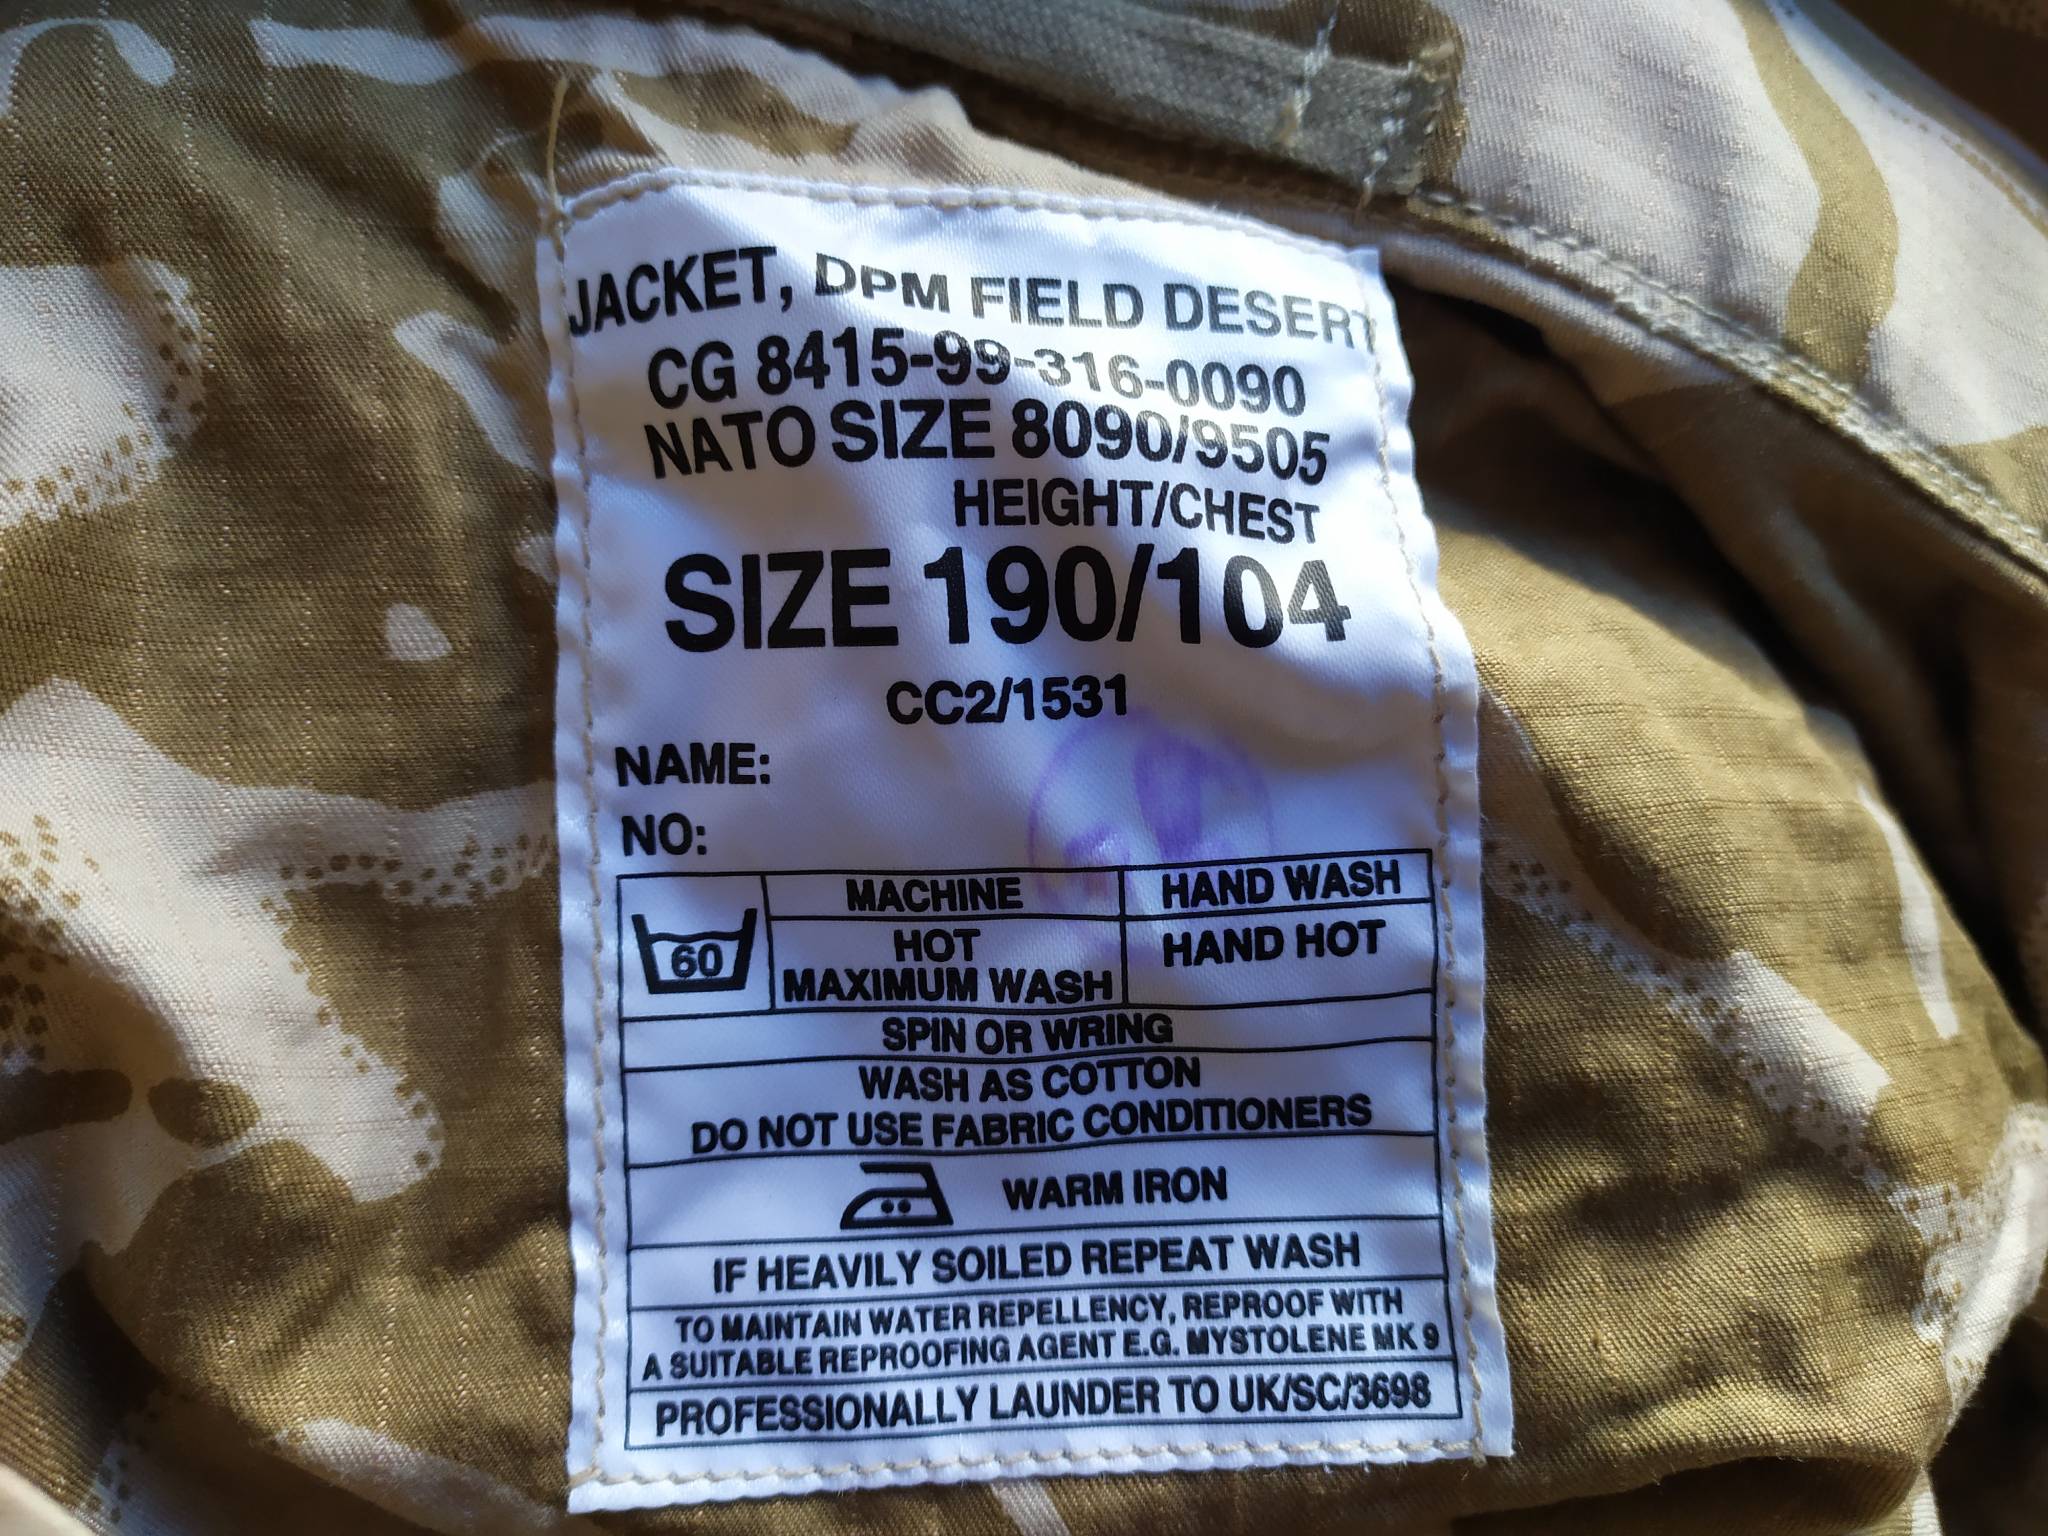 JACKET, DPM FIELD DESERT
CG 8415-99-316-0090
NATO SIZE 8090/9505
HEIGHT/CHEST
SIZE 190/104
CC2/1531
NAME:
NO:
MACHINE HAND WASH
60 HOT HAND HOT
MAXIMUM WASH
SPIN OR WRING
WASH AS COTTON
DO NOT USE FABRIC CONDITIONERS
WARM IRON
IF HEAVILY SOILED REPEAT WASH
TO MAINTAIN WATER REPELLENCY, REPROOF WITH
A SUITABLE REPROOFING AGENT E.G. MYSTOLENE MK 9
PROFESSIONALLY LAUNDER TO UK/SC/3698